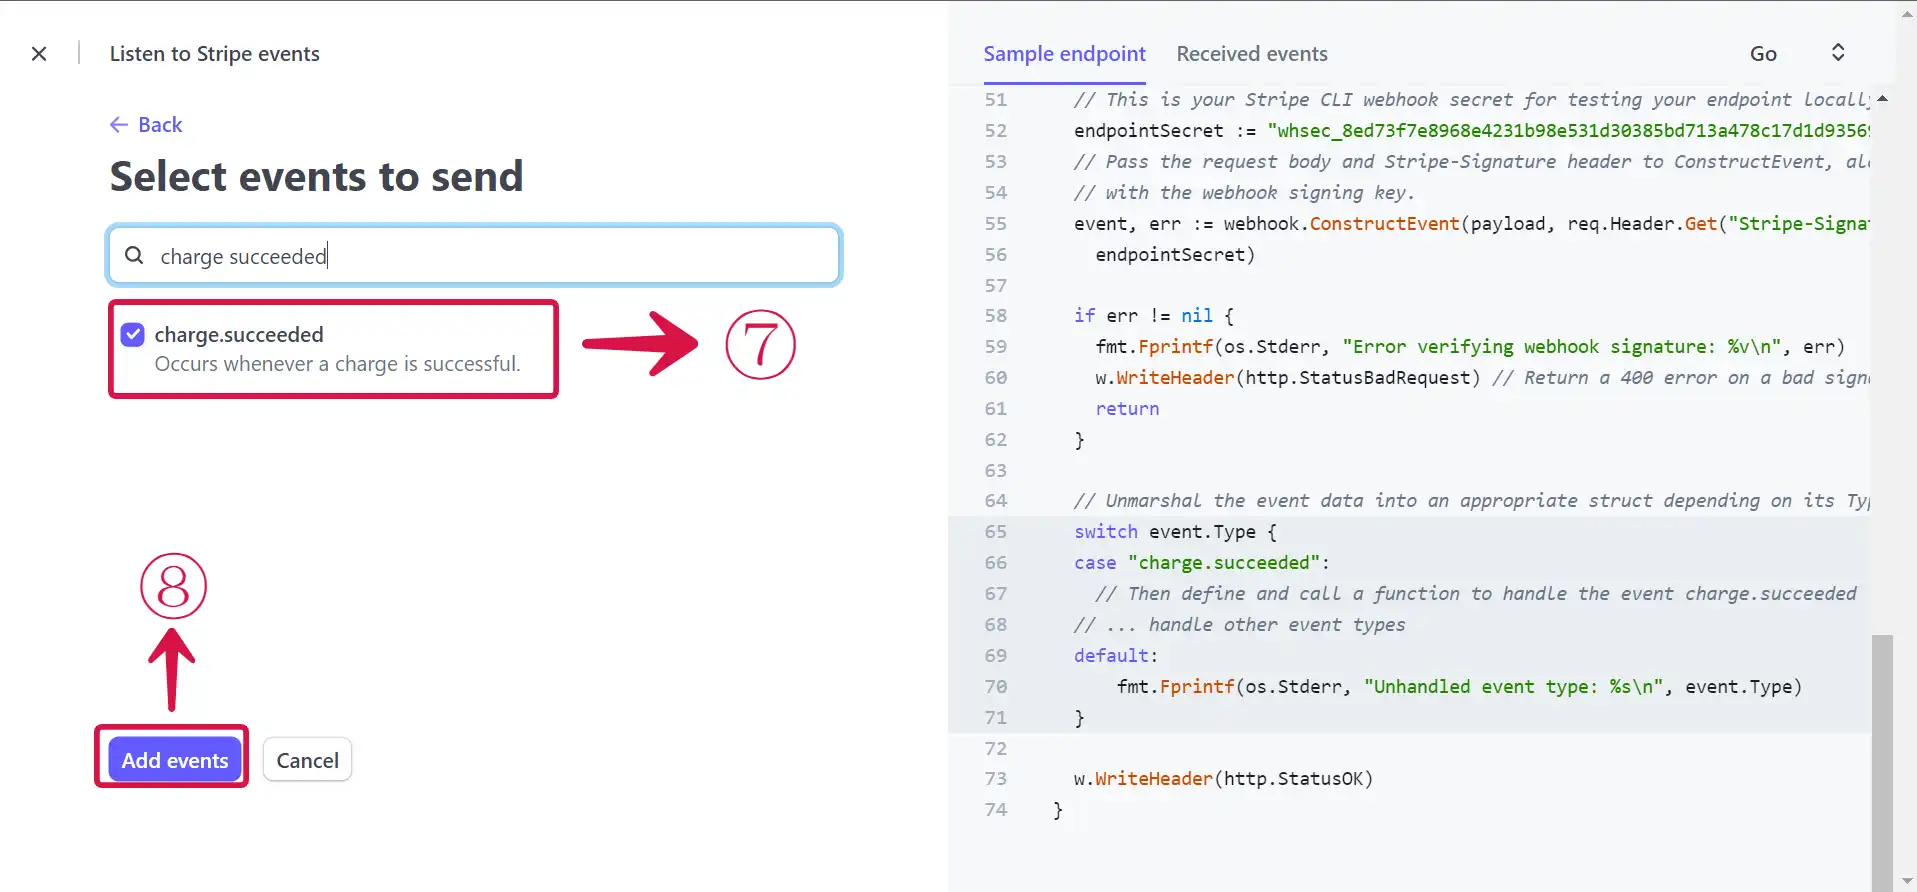 Listen to Stripe events
Back
Select events to send
charge succeeded
charge.succeeded
Occurs whenever a charge is successful.
⑦
⑧
Add events
Cancel
Sample endpoint
Received events
Go
51 // This is your Stripe CLI webhook secret for testing your endpoint locally
52 endpointSecret := "whsec_8ed73f7e8968e4231b98e531d30385bd713a478c17d1d9356
53 // Pass the request body and Stripe-Signature header to ConstructEvent, al
54 // with the webhook signing key.
55 event, err := webhook.ConstructEvent(payload, req.Header.Get("Stripe-Signa
56 endpointSecret)
57
58 if err != nil {
59 fmt.Fprintf(os.Stderr, "Error verifying webhook signature: %v\n", err)
60 w.WriteHeader(http.StatusBadRequest) // Return a 400 error on a bad sign
61 return
62 }
63
64 // Unmarshal the event data into an appropriate struct depending on its Ty
65 switch event.Type {
66 case "charge.succeeded":
67 // Then define and call a function to handle the event charge.succeeded
68 // ... handle other event types
69 default:
70 fmt.Fprintf(os.Stderr, "Unhandled event type: %s\n", event.Type)
71 }
72
73 w.WriteHeader(http.StatusOK)
74 }